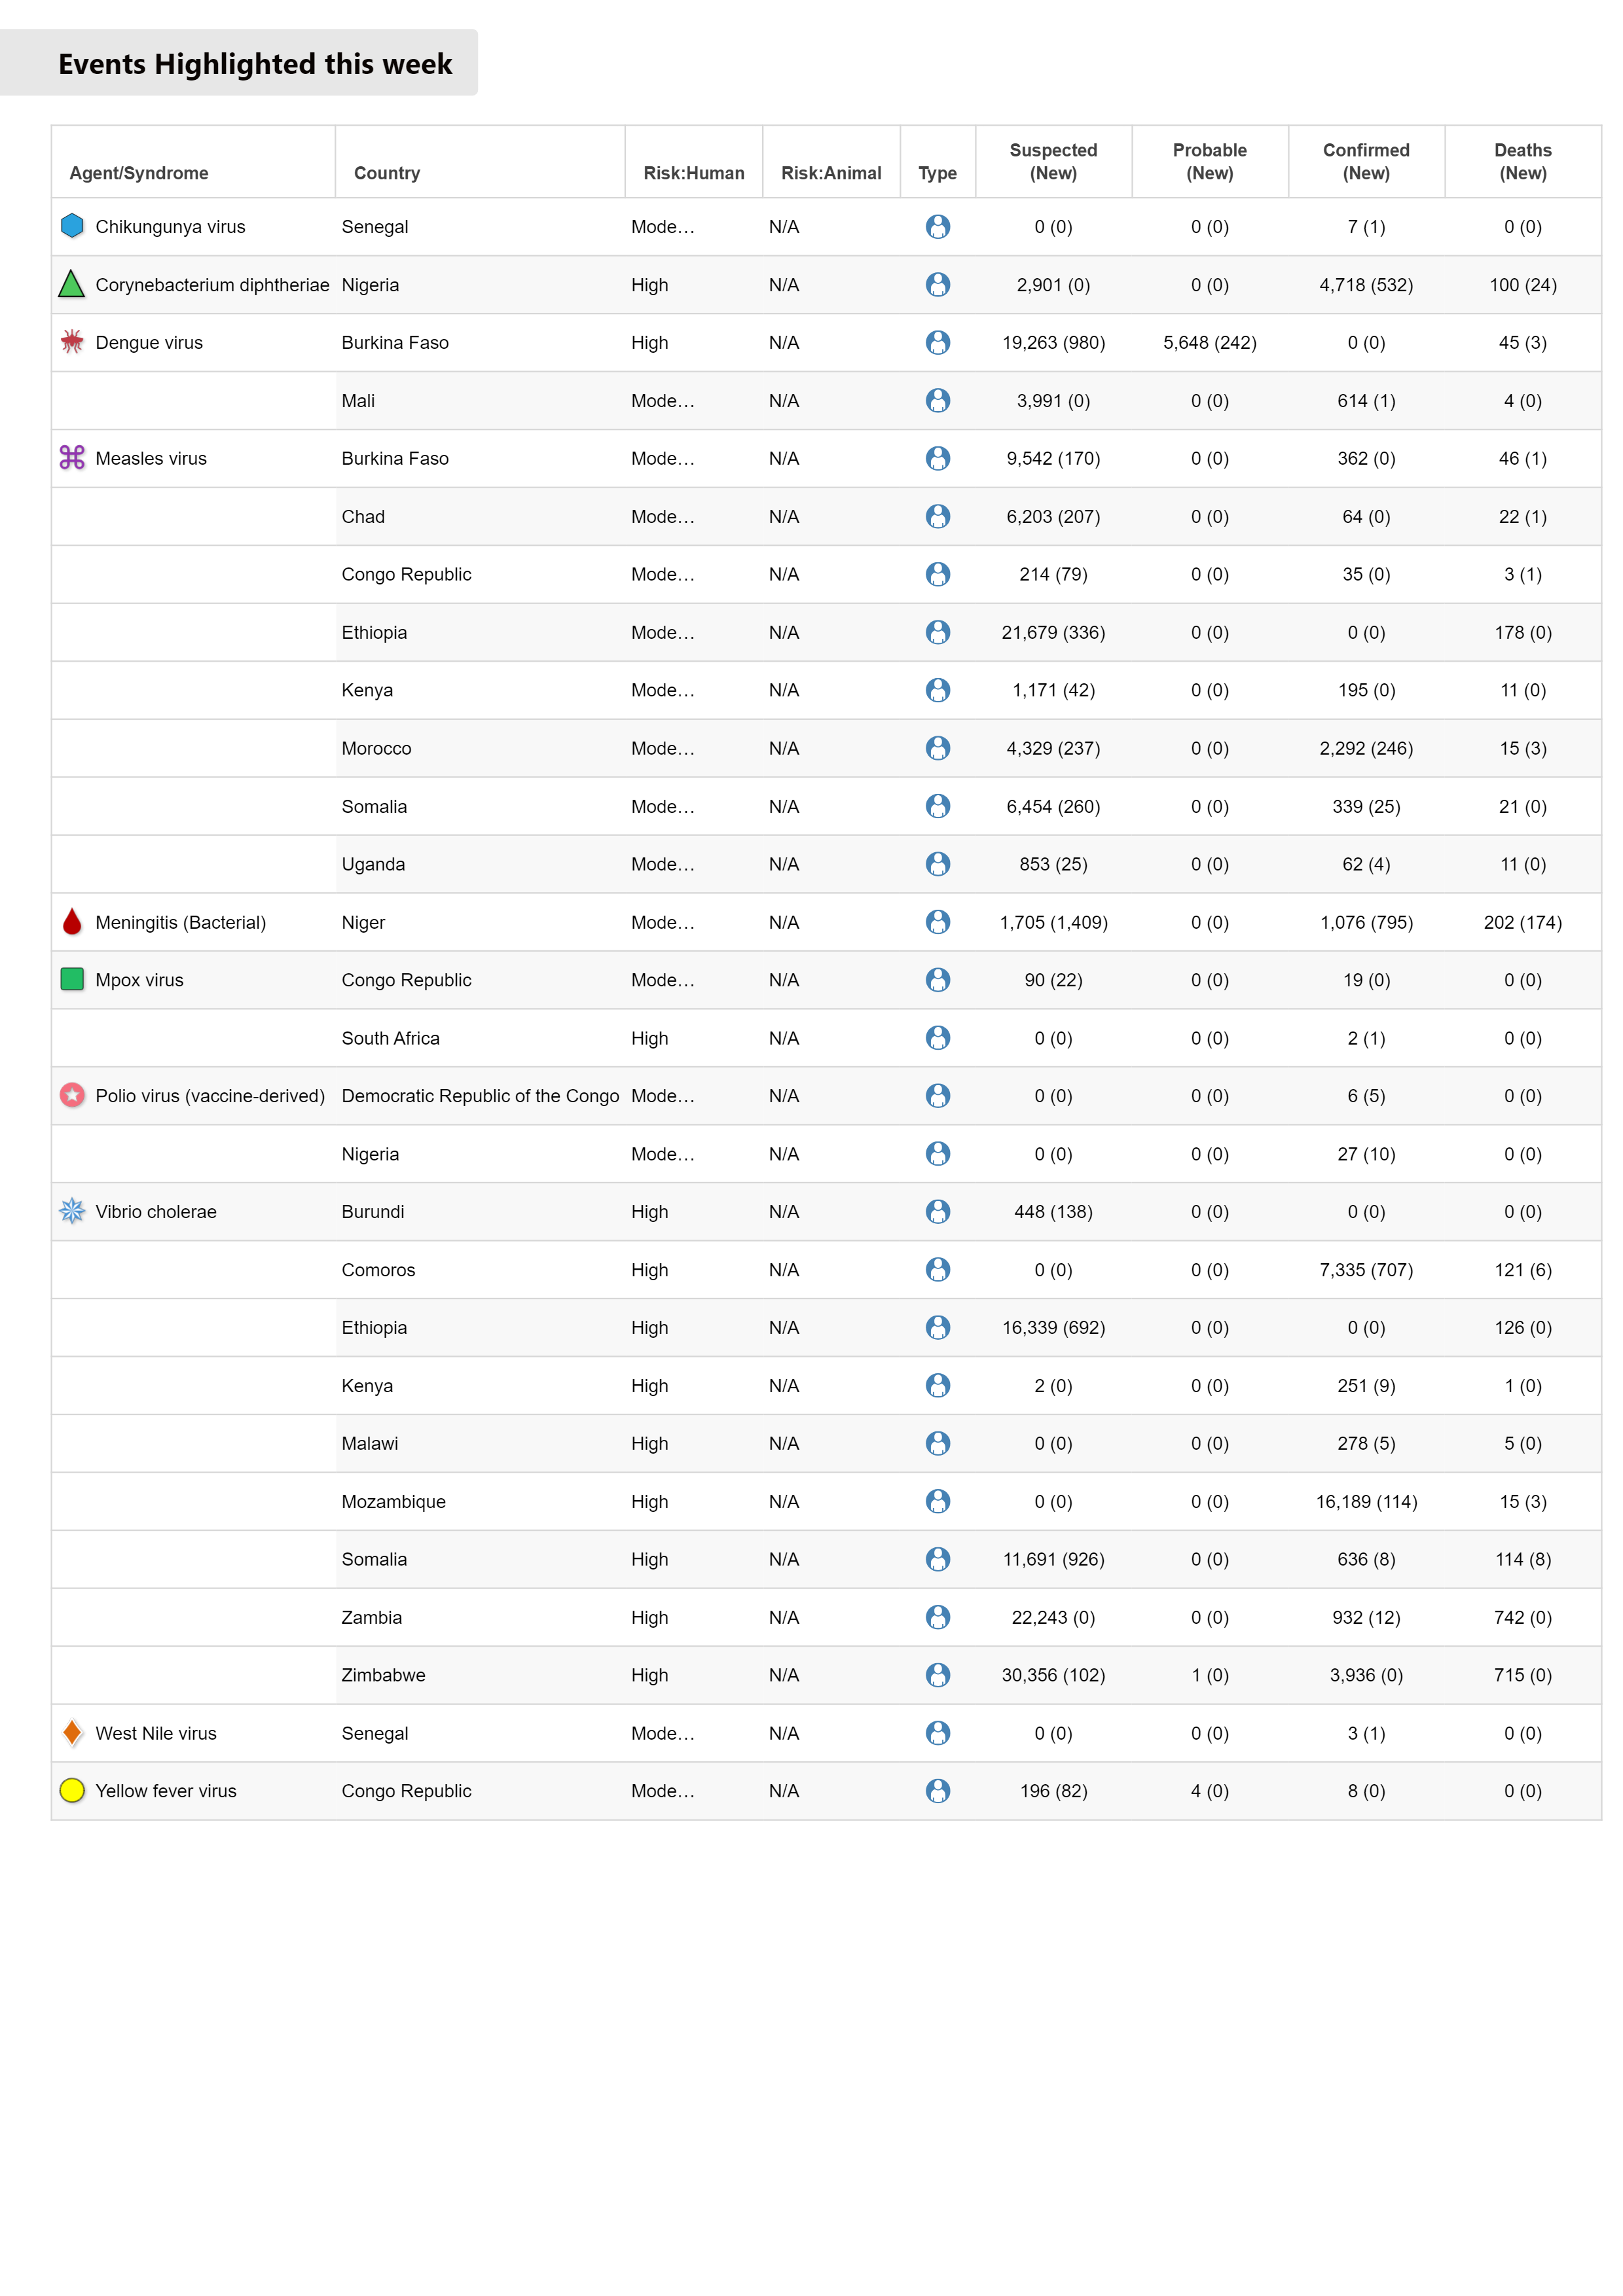 Events Highlighted this week
Agent/Syndrome Country Risk:Human Risk:Animal Type Suspected (New) Probable (New) Confirmed (New) Deaths (New)
Chikungunya virus Senegal Mode… N/A 0 (0) 0 (0) 7 (1) 0 (0)
Corynebacterium diphtheriae Nigeria High N/A 2,901 (0) 0 (0) 4,718 (532) 100 (24)
Dengue virus Burkina Faso High N/A 19,263 (980) 5,648 (242) 0 (0) 45 (3)
Mali Mode… N/A 3,991 (0) 0 (0) 614 (1) 4 (0)
Measles virus Burkina Faso Mode… N/A 9,542 (170) 0 (0) 362 (0) 46 (1)
Chad Mode… N/A 6,203 (207) 0 (0) 64 (0) 22 (1)
Congo Republic Mode… N/A 214 (79) 0 (0) 35 (0) 3 (1)
Ethiopia Mode… N/A 21,679 (336) 0 (0) 0 (0) 178 (0)
Kenya Mode… N/A 1,171 (42) 0 (0) 195 (0) 11 (0)
Morocco Mode… N/A 4,329 (237) 0 (0) 2,292 (246) 15 (3)
Somalia Mode… N/A 6,454 (260) 0 (0) 339 (25) 21 (0)
Uganda Mode… N/A 853 (25) 0 (0) 62 (4) 11 (0)
Meningitis (Bacterial) Niger Mode… N/A 1,705 (1,409) 0 (0) 1,076 (795) 202 (174)
Mpox virus Congo Republic Mode… N/A 90 (22) 0 (0) 19 (0) 0 (0)
South Africa High N/A 0 (0) 0 (0) 2 (1) 0 (0)
Polio virus (vaccine-derived) Democratic Republic of the Congo Mode… N/A 0 (0) 0 (0) 6 (5) 0 (0)
Nigeria Mode… N/A 0 (0) 0 (0) 27 (10) 0 (0)
Vibrio cholerae Burundi High N/A 448 (138) 0 (0) 0 (0) 0 (0)
Comoros High N/A 0 (0) 0 (0) 7,335 (707) 121 (6)
Ethiopia High N/A 16,339 (692) 0 (0) 0 (0) 126 (0)
Kenya High N/A 2 (0) 0 (0) 251 (9) 1 (0)
Malawi High N/A 0 (0) 0 (0) 278 (5) 5 (0)
Mozambique High N/A 0 (0) 0 (0) 16,189 (114) 15 (3)
Somalia High N/A 11,691 (926) 0 (0) 636 (8) 114 (8)
Zambia High N/A 22,243 (0) 0 (0) 932 (12) 742 (0)
Zimbabwe High N/A 30,356 (102) 1 (0) 3,936 (0) 715 (0)
West Nile virus Senegal Mode… N/A 0 (0) 0 (0) 3 (1) 0 (0)
Yellow fever virus Congo Republic Mode… N/A 196 (82) 4 (0) 8 (0) 0 (0)